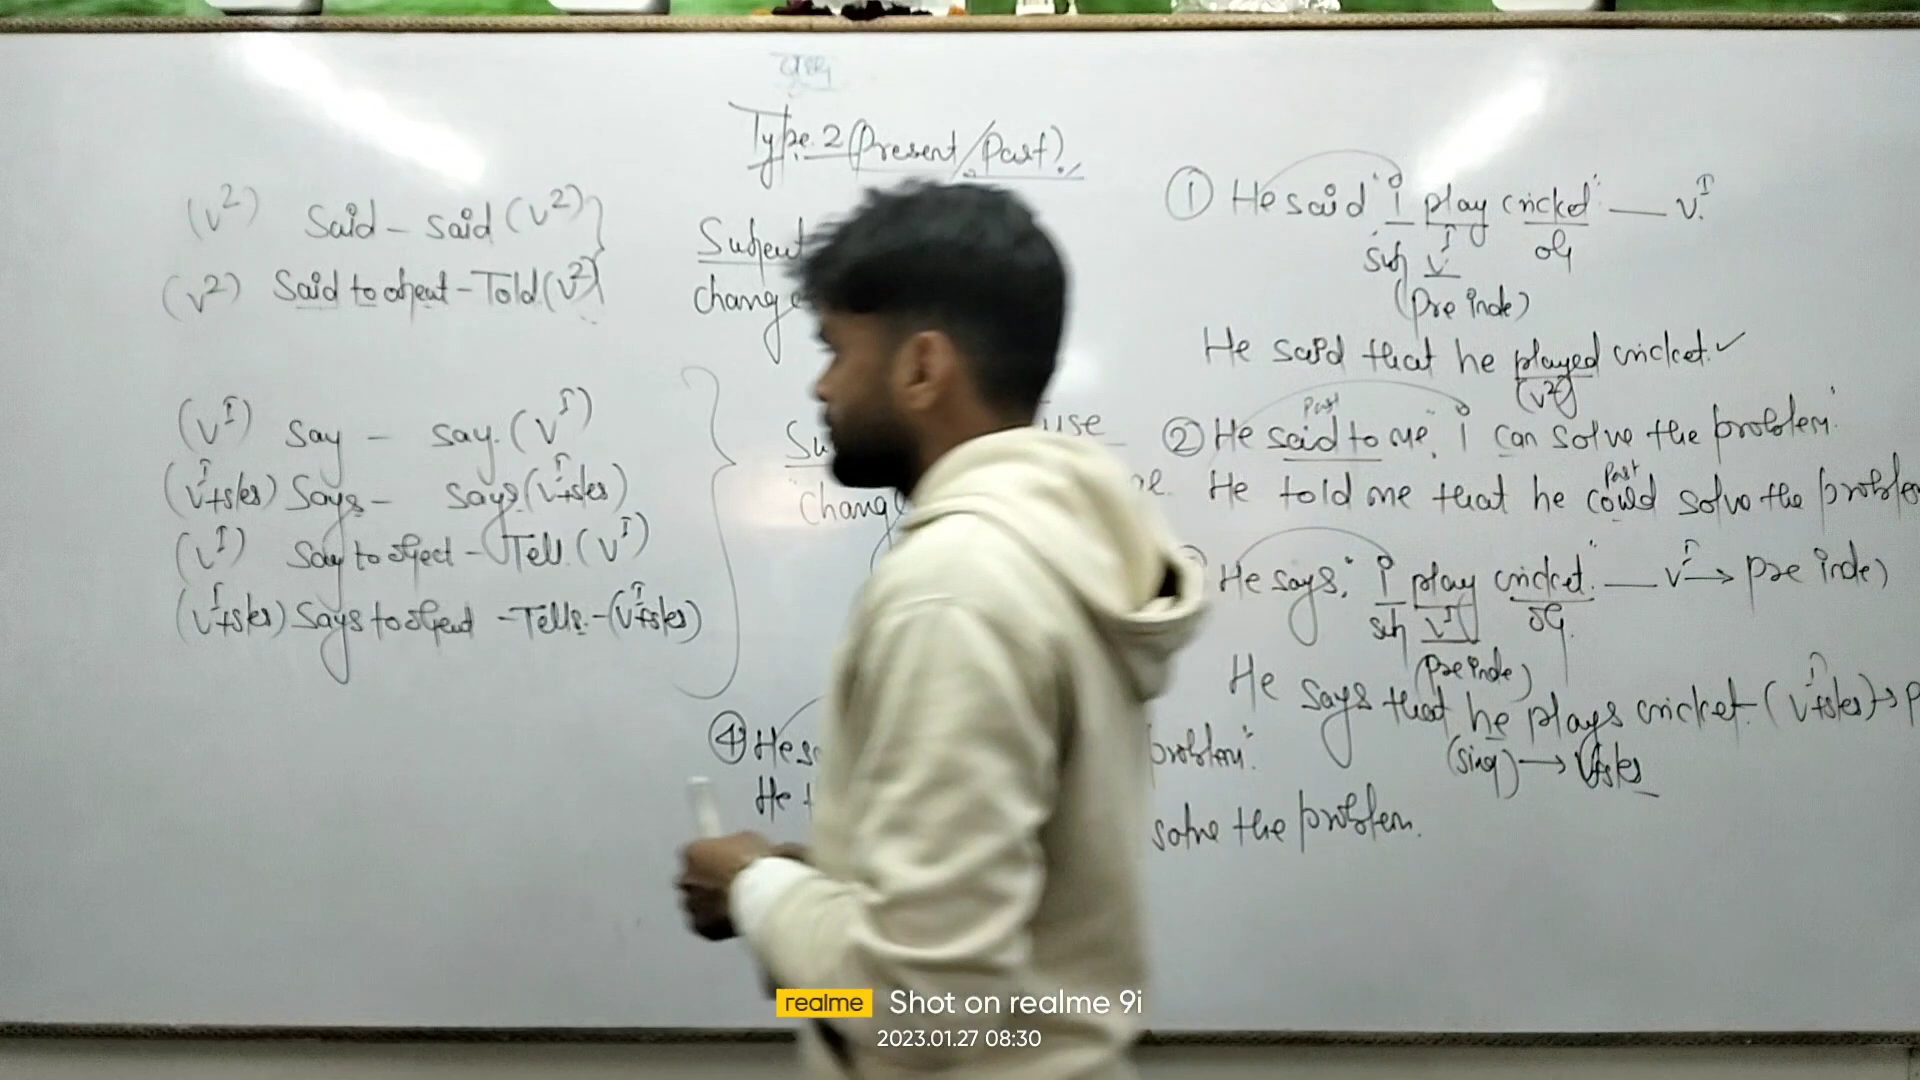 Type. 2 (Present/Past).
(V²) Said - Said (V²)
(V²) Said to object - Told (V²)
Subject
change
(V¹) Say - Say. (V¹)
(V¹+s/es) Says - Says (V¹+s/es)
(V¹) Say to object - Tell. (V¹)
(V¹+s/es) Says to object - Tells - (V¹+s/es)
Su
Chang
use
① He said "I play cricket" — V¹
sub V¹ obj
(Pre inde)
He said that he played cricket. ✓
(V²)
Past
② He said to me, "I can solve the problem"
Past
He told me that he could solve the problem
He says, "I play cricket." — V¹ → pre inde)
sub V¹ obj.
(Pre inde)
He says that he plays cricket. (V¹+s/es) → P
(sing) → V+s/es
④ He sa
problem".
He t
solve the problem.
realme Shot on realme 9i
2023.01.27 08:30